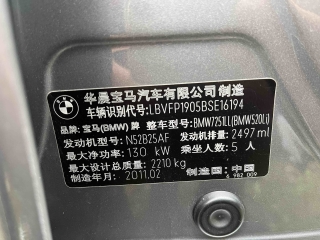 华晨宝马汽车有限公司 制造
车辆识别代号: LBVFP1905BSE16194
品牌: 宝马(BMW)牌 整车型号: BMW7251LL(BMW520Li)
发动机型号: N52B25AF 发动机排量: 2497 ml
最大净功率: 130 kW 乘坐人数: 5 人
最大设计总质量: 2210 kg
制造年月: 2011.02 制造国: 中国
6 982 009